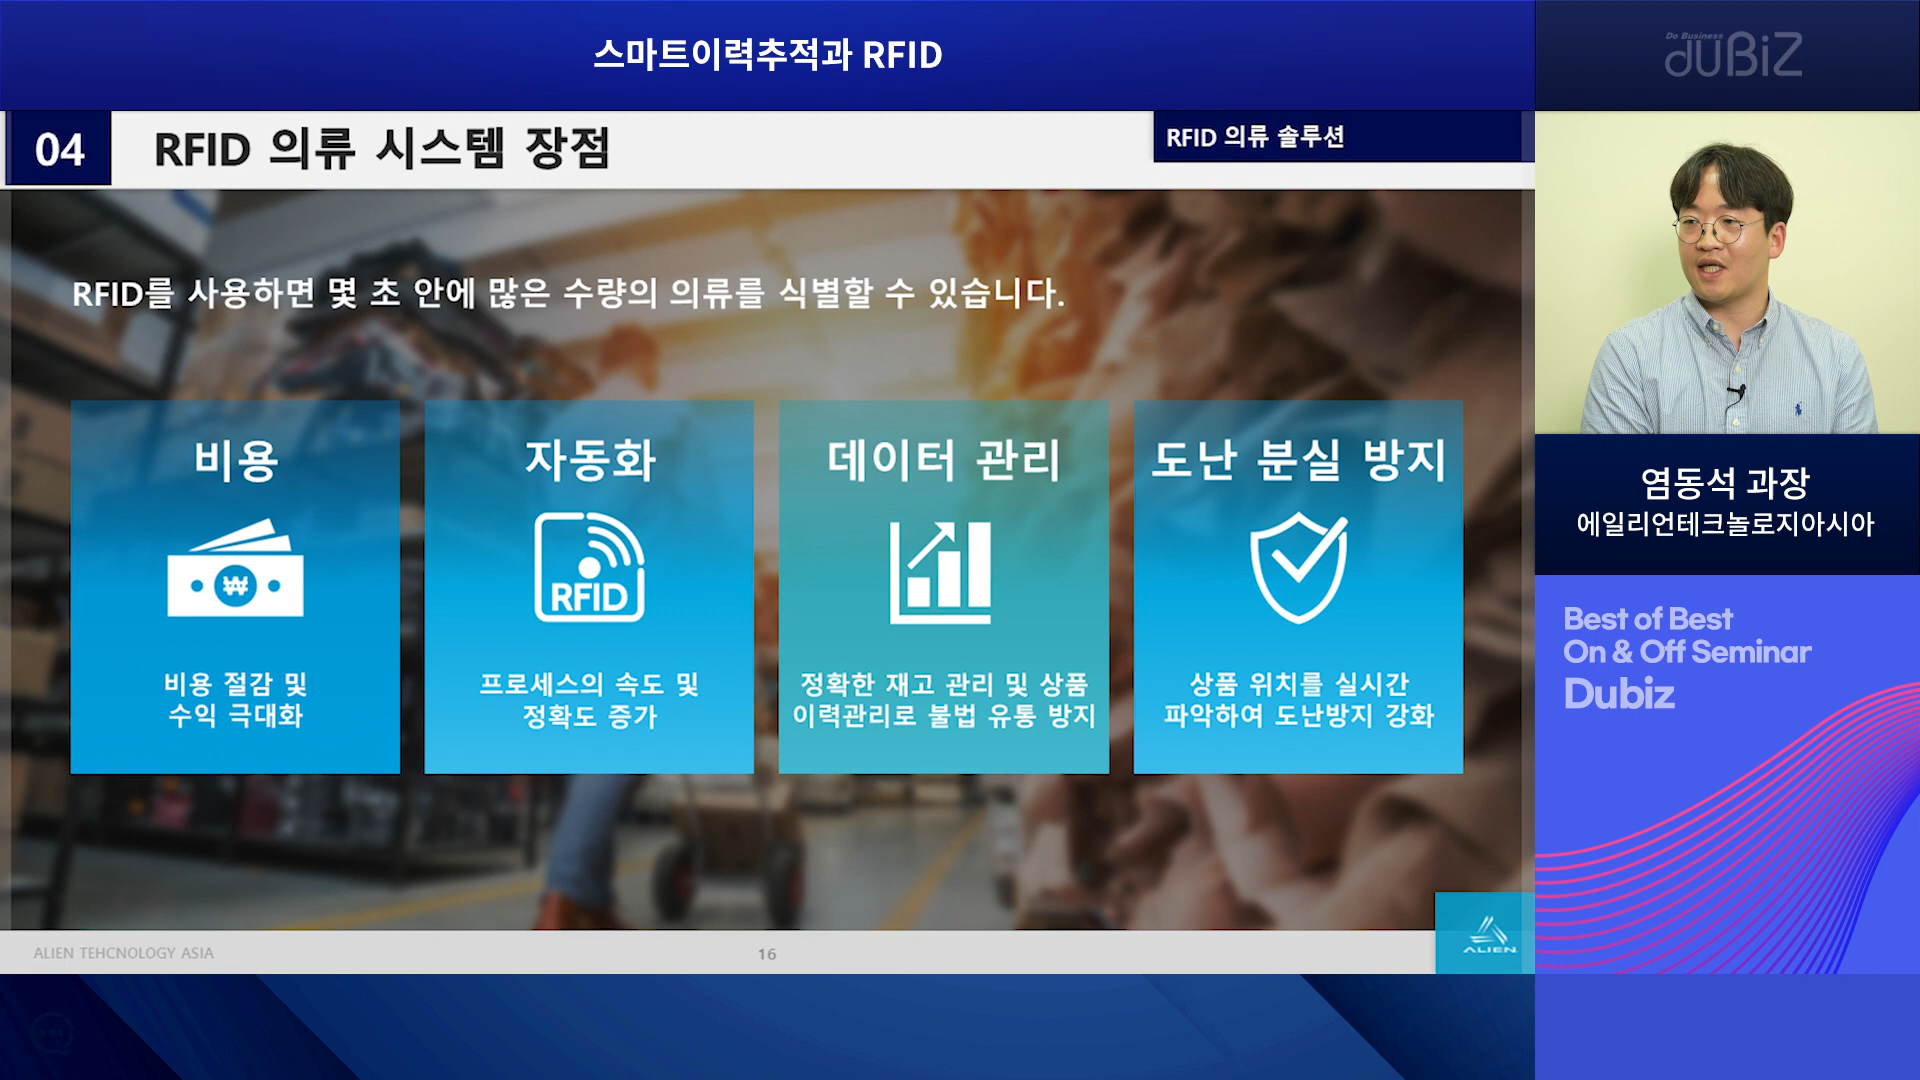 스마트이력추적과 RFID
Do Business
duBiZ
04
RFID 의류 시스템 장점
RFID 의류 솔루션
RFID를 사용하면 몇 초 안에 많은 수량의 의류를 식별할 수 있습니다.
비용
₩
비용 절감 및
수익 극대화
자동화
RFID
프로세스의 속도 및
정확도 증가
데이터 관리
정확한 재고 관리 및 상품
이력관리로 불법 유통 방지
도난 분실 방지
상품 위치를 실시간
파악하여 도난방지 강화
염동석 과장
에일리언테크놀로지아시아
Best of Best
On & Off Seminar
Dubiz
ALIEN TEHCNOLOGY ASIA
16
ALIEN